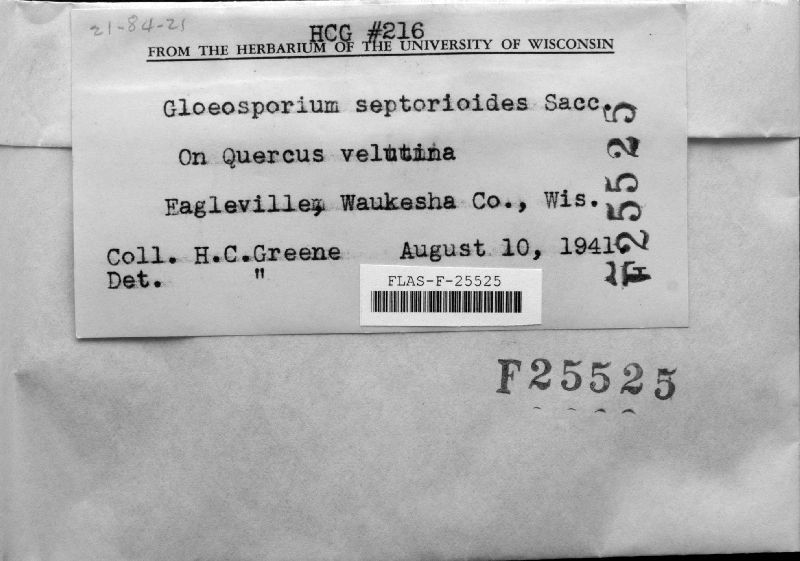 21-84-21
HCG #216
FROM THE HERBARIUM OF THE UNIVERSITY OF WISCONSIN
Gloeosporium septorioides Sacc.
On Quercus velutina
Eagleville, Waukesha Co., Wis.
Coll. H.C.Greene August 10, 1941
Det. "
F25525
FLAS-F-25525
F25525